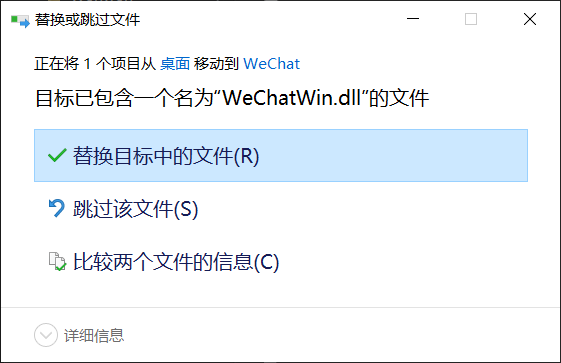 替换或跳过文件
正在将 1 个项目从 桌面 移动到 WeChat
目标已包含一个名为“WeChatWin.dll”的文件
替换目标中的文件(R)
跳过该文件(S)
比较两个文件的信息(C)
详细信息